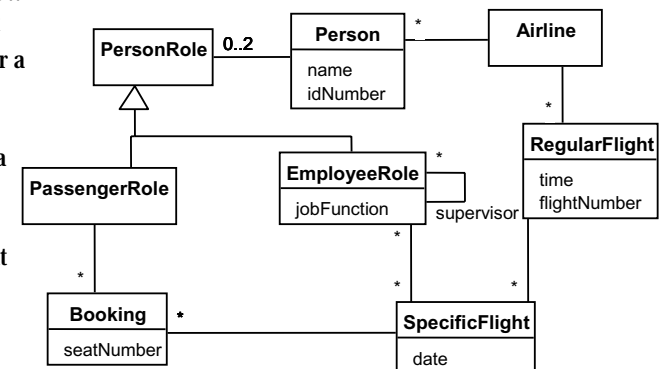 r a
a
t
PersonRole
0..2
Person
name
idNumber
*
Airline
*
RegularFlight
time
flightNumber
PassengerRole
EmployeeRole
jobFunction
*
supervisor
*
*
*
*
Booking
seatNumber
*
SpecificFlight
date